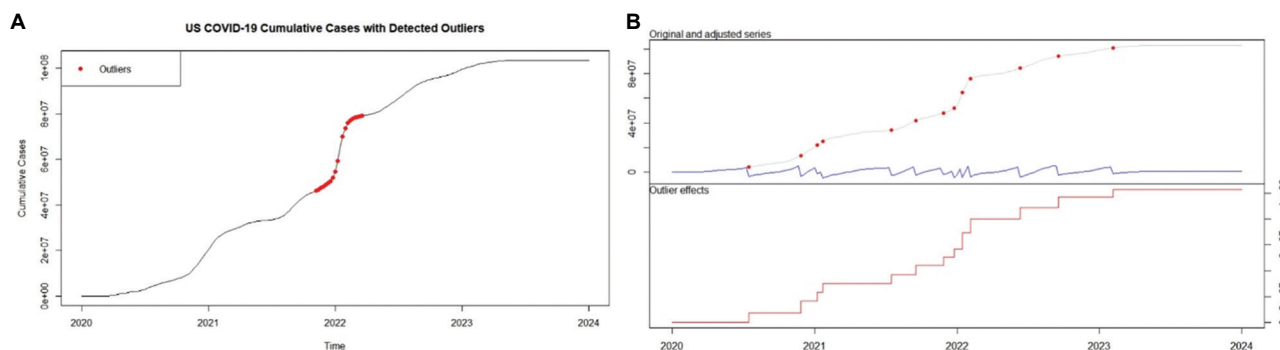 A
US COVID-19 Cumulative Cases with Detected Outliers
Outliers
1e+08
8e+07
6e+07
4e+07
2e+07
0e+00
Cumulative Cases
2020 2021 2022 2023 2024
Time
B
Original and adjusted series
8e+07
4e+07
0
Outlier effects
2020 2021 2022 2023 2024